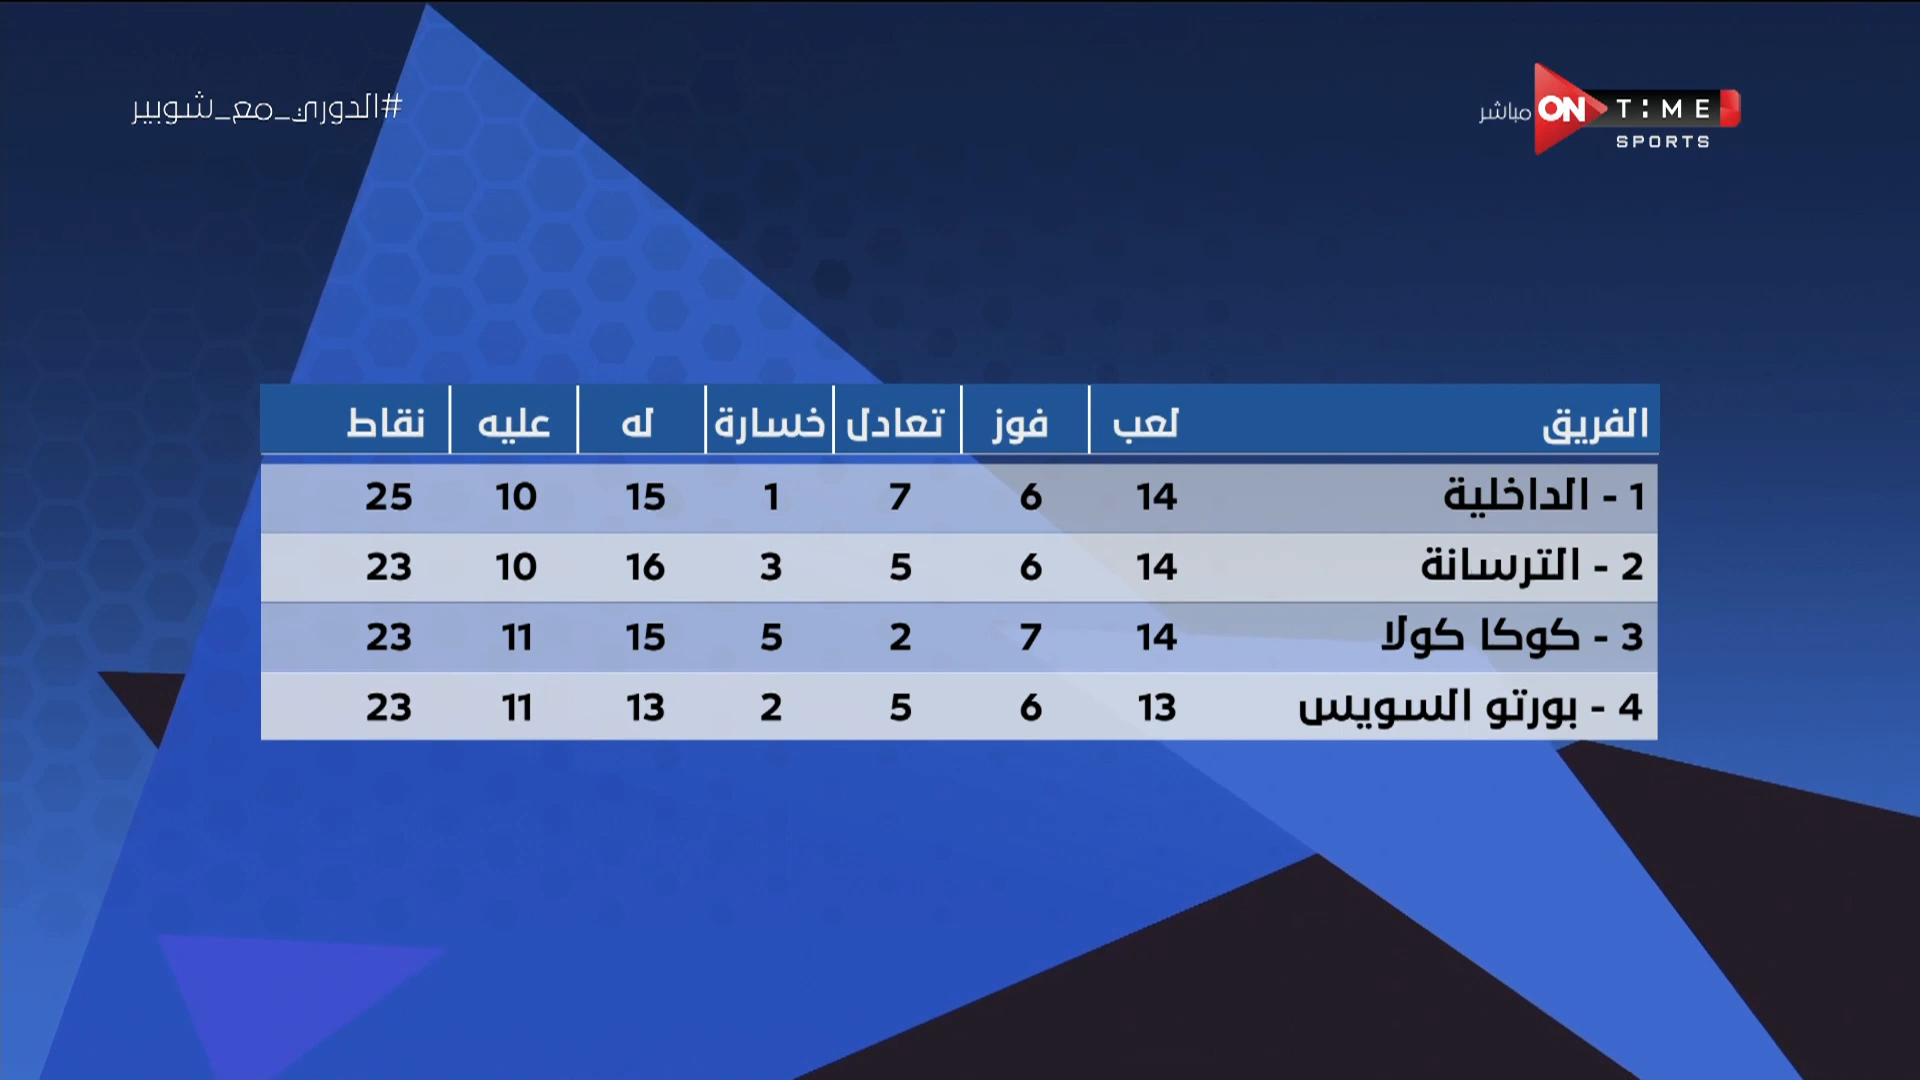 #الدوري_مع_شوبير
مباشر ON TIME SPORTS
الفريق لعب فوز تعادل خسارة له عليه نقاط
1 - الداخلية 14 6 7 1 15 10 25
2 - الترسانة 14 6 5 3 16 10 23
3 - كوكا كولا 14 7 2 5 15 11 23
4 - بورتو السويس 13 6 5 2 13 11 23